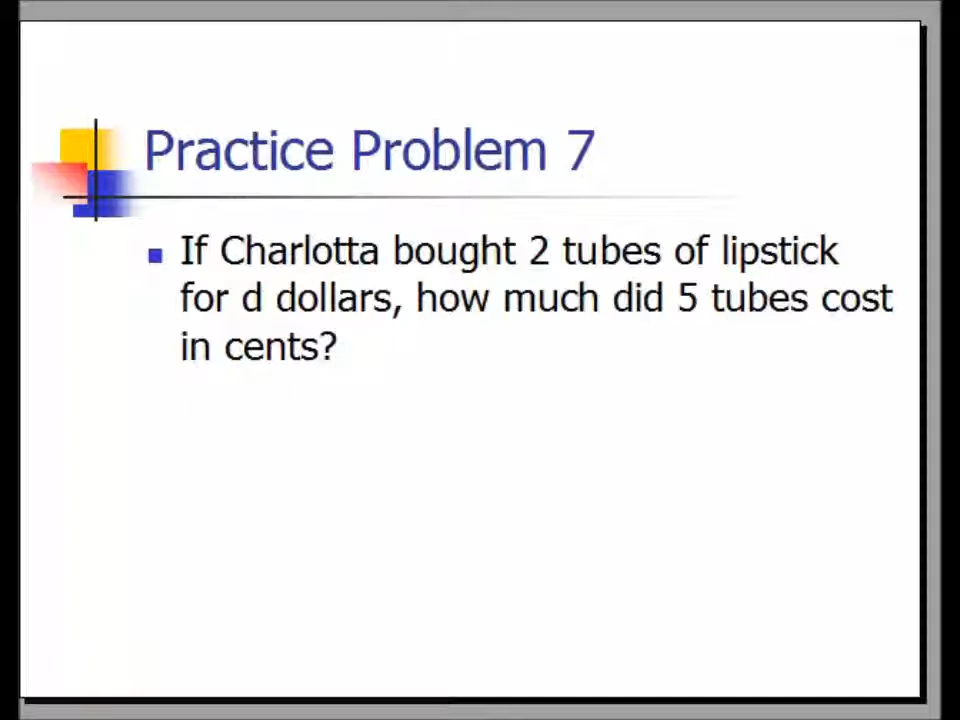 Practice Problem 7
If Charlotta bought 2 tubes of lipstick
for d dollars, how much did 5 tubes cost
in cents?